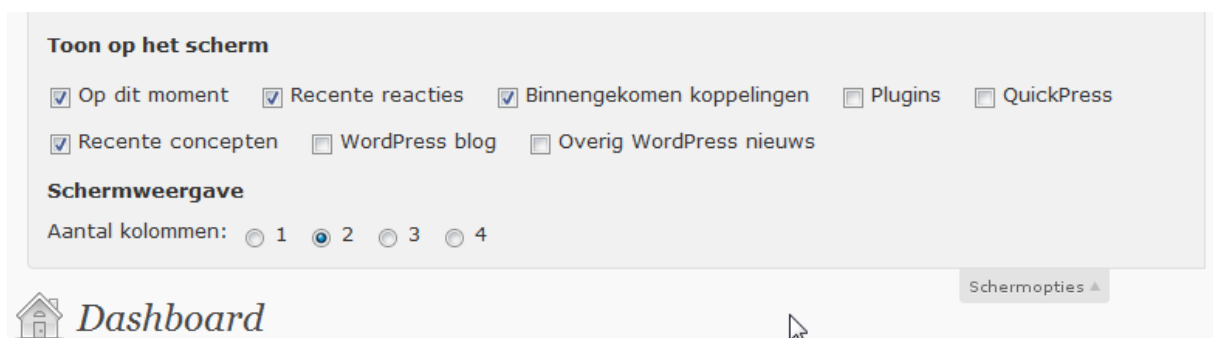 Toon op het scherm
Op dit moment Recente reacties Binnengekomen koppelingen Plugins QuickPress
Recente concepten WordPress blog Overig WordPress nieuws
Schermweergave
Aantal kolommen: 1 2 3 4
Schermopties
Dashboard